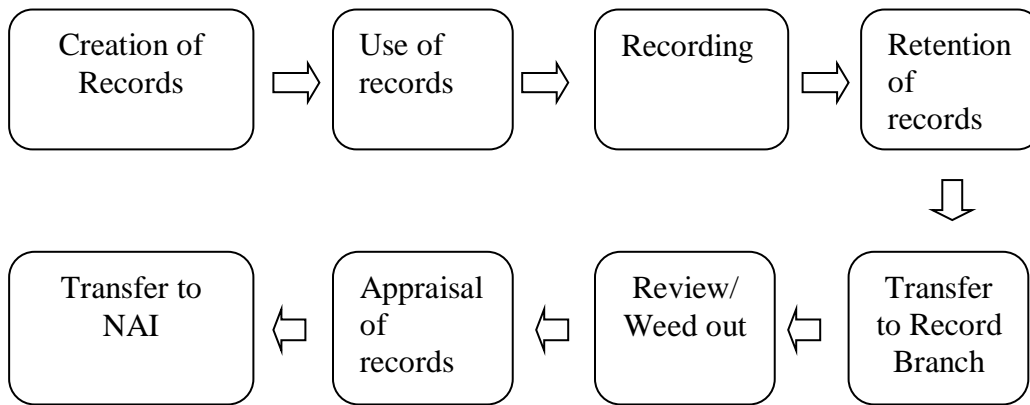 Creation of
Records
Use of
records
Recording
Retention
of
records
Transfer
to Record
Branch
Review/
Weed out
Appraisal
of
records
Transfer to
NAI